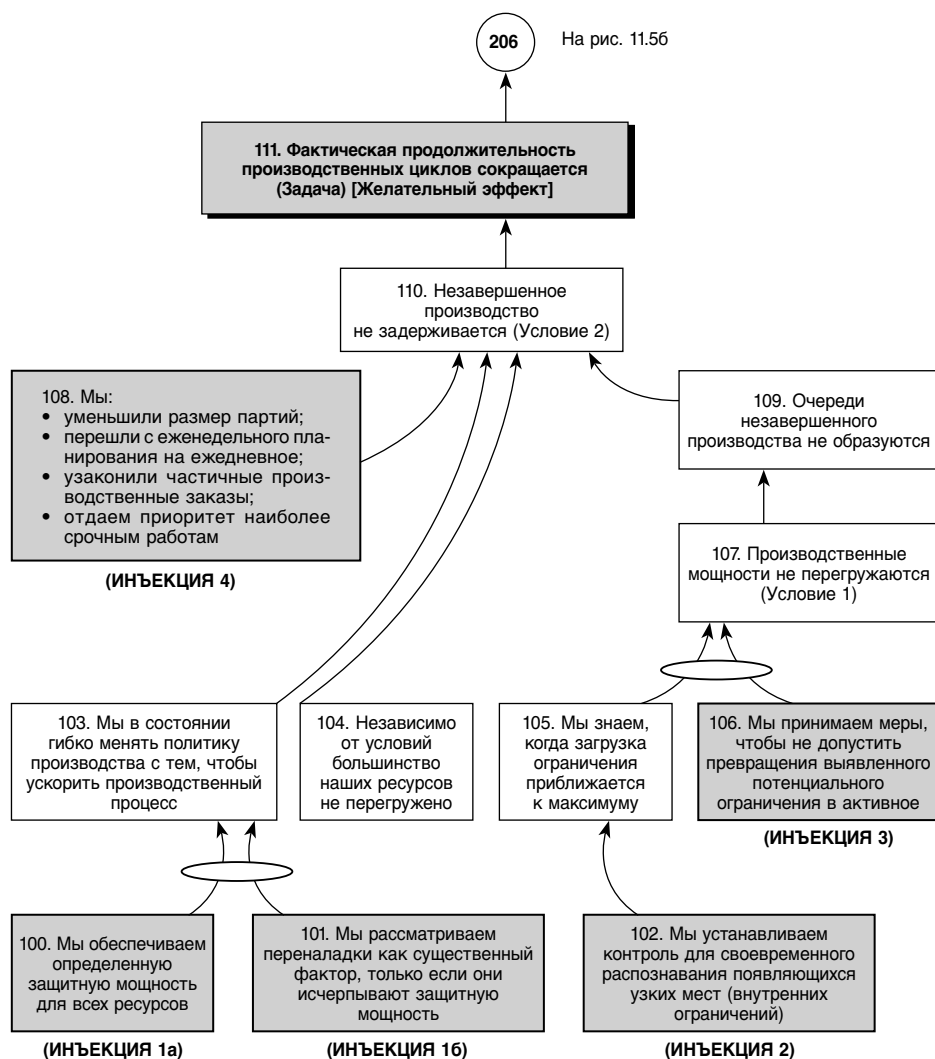 206
На рис. 11.5б
111. Фактическая продолжительность
производственных циклов сокращается
(Задача) [Желательный эффект]
110. Незавершенное
производство
не задерживается (Условие 2)
108. Мы:
• уменьшили размер партий;
• перешли с еженедельного пла-
нирования на ежедневное;
• узаконили частичные произ-
водственные заказы;
• отдаем приоритет наиболее
срочным работам
(ИНЪЕКЦИЯ 4)
109. Очереди
незавершенного
производства не образуются
107. Производственные
мощности не перегружаются
(Условие 1)
103. Мы в состоянии
гибко менять политику
производства с тем, чтобы
ускорить производственный
процесс
104. Независимо
от условий
большинство
наших ресурсов
не перегружено
105. Мы знаем,
когда загрузка
ограничения
приближается
к максимуму
106. Мы принимаем меры,
чтобы не допустить
превращения выявленного
потенциального
ограничения в активное
(ИНЪЕКЦИЯ 3)
100. Мы обеспечиваем
определенную
защитную мощность
для всех ресурсов
(ИНЪЕКЦИЯ 1а)
101. Мы рассматриваем
переналадки как существенный
фактор, только если они
исчерпывают защитную
мощность
(ИНЪЕКЦИЯ 1б)
102. Мы устанавливаем
контроль для своевременного
распознавания появляющихся
узких мест (внутренних
ограничений)
(ИНЪЕКЦИЯ 2)